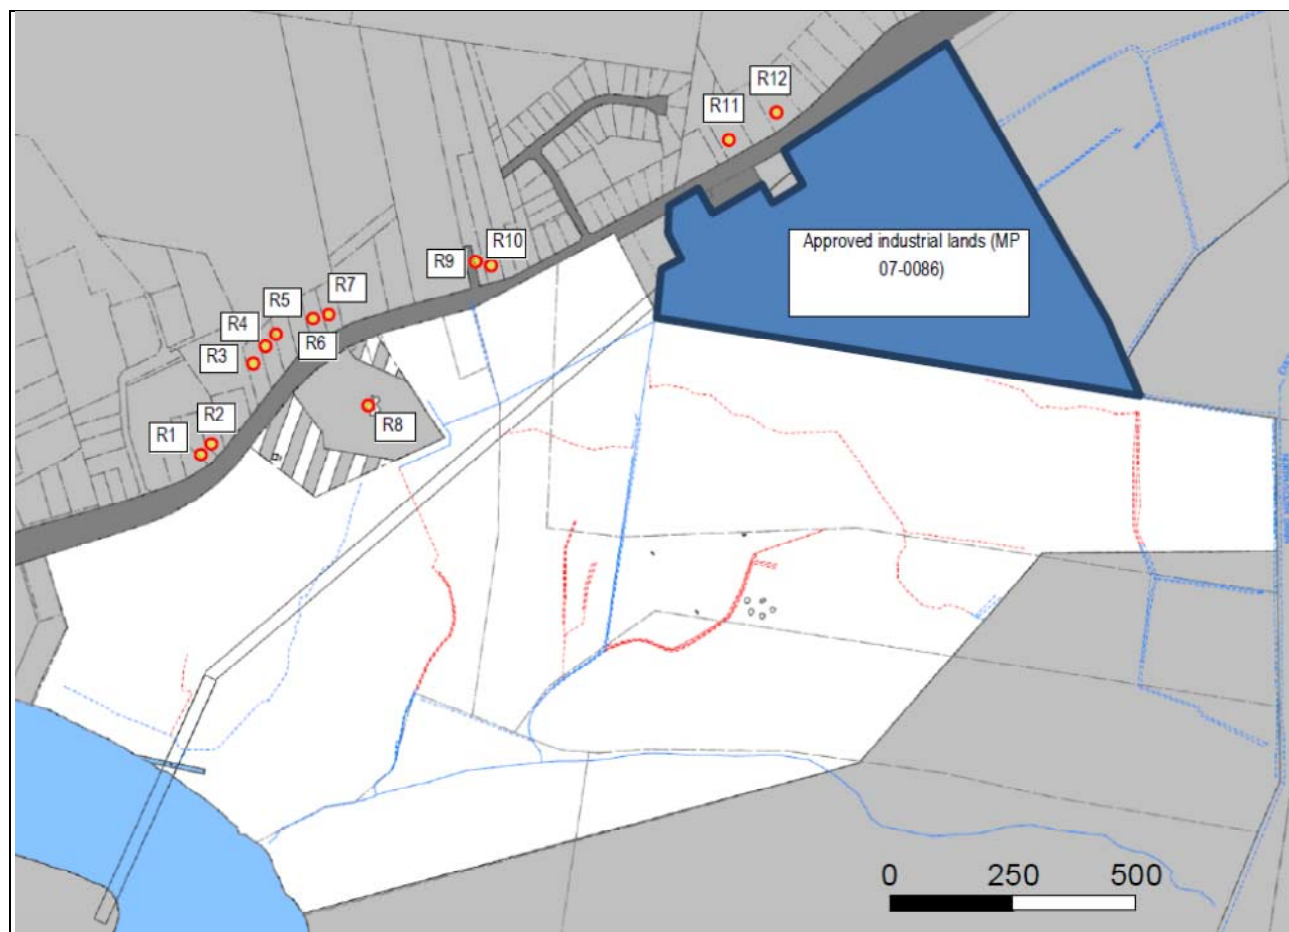 R12
R11
R10
R9
Approved industrial lands (MP
07-0086)
R7
R5
R4
R6
R3
R8
R2
R1
0 250 500